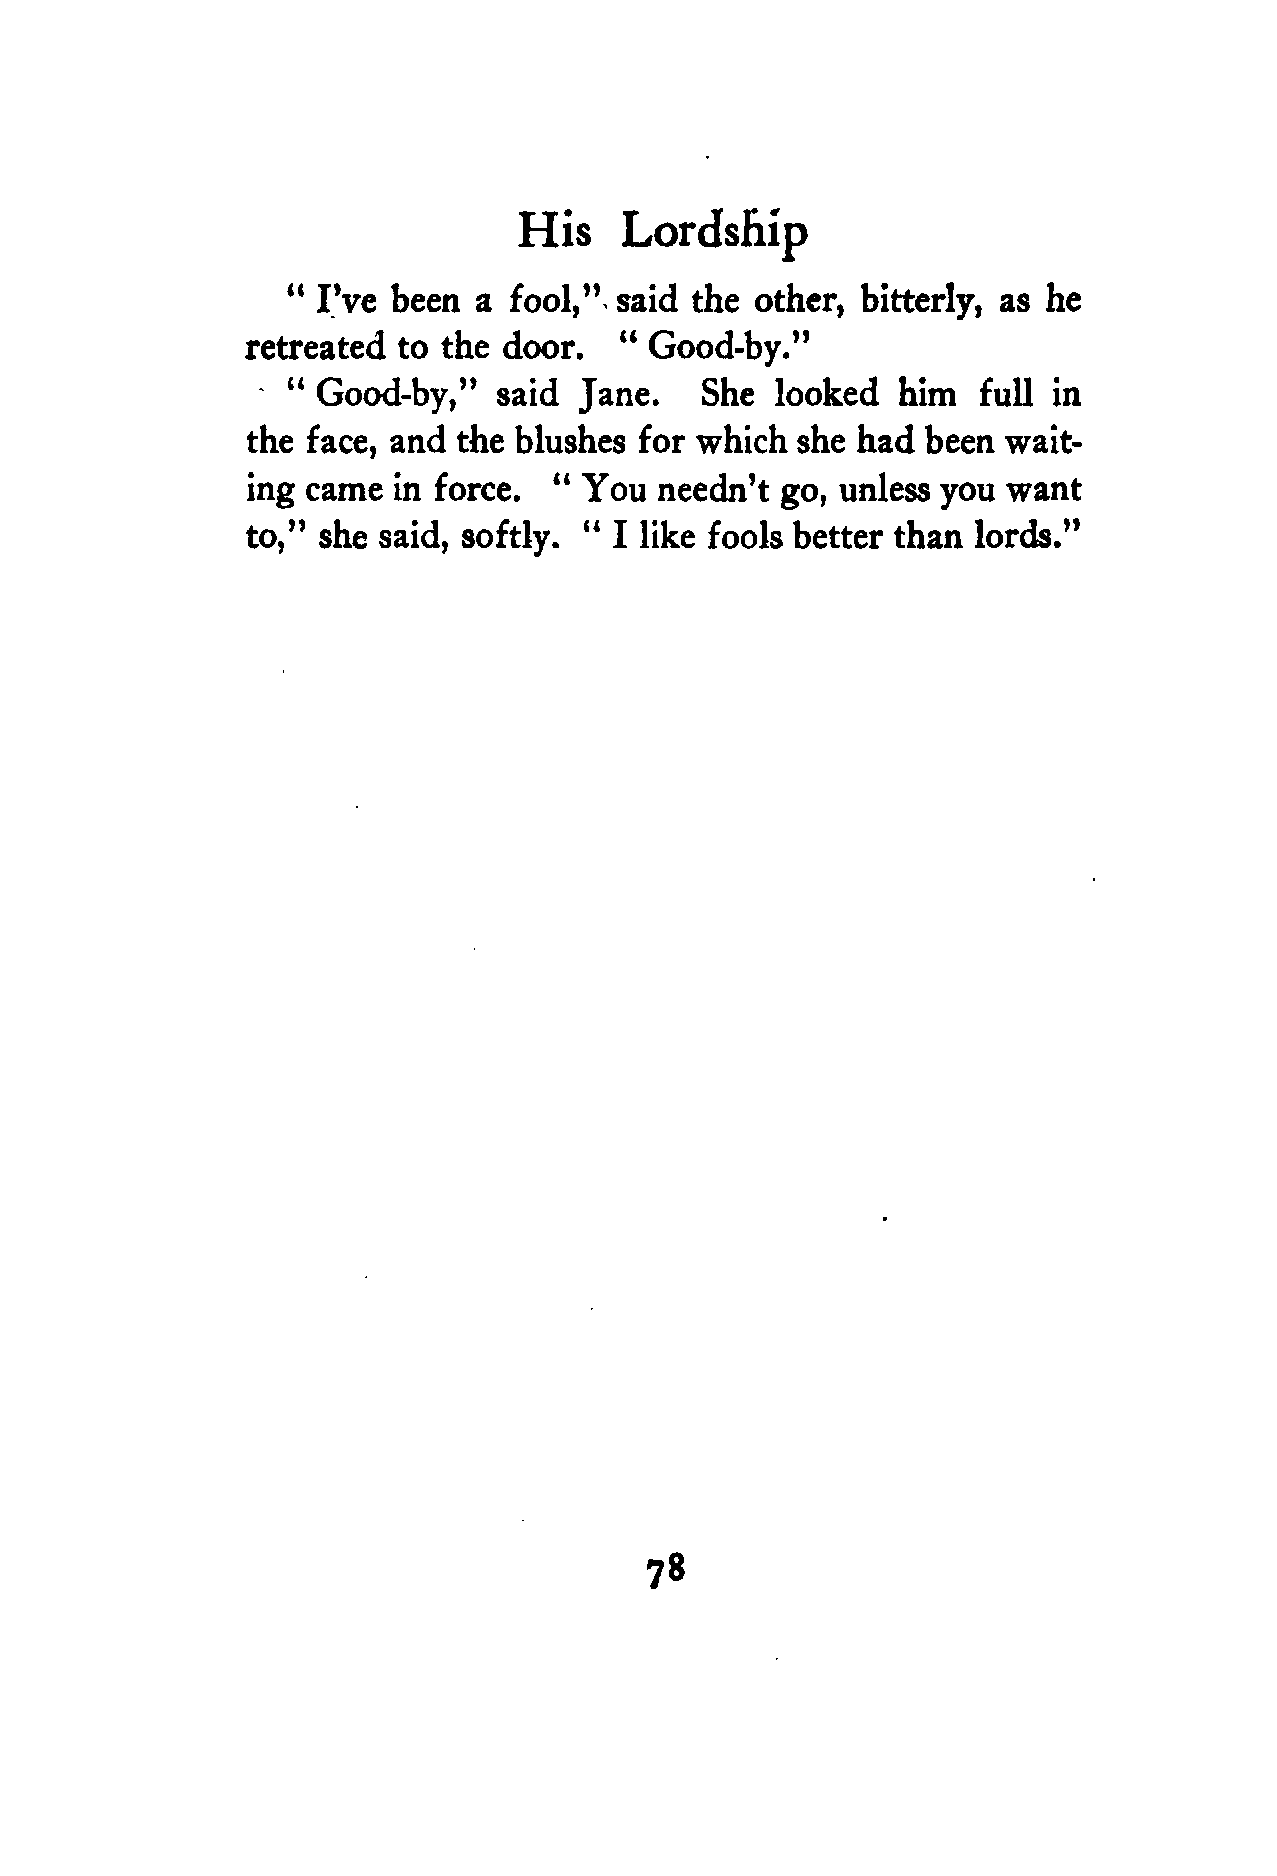 His Lordship
" I've been a fool," said the other, bitterly, as he
retreated to the door. " Good-by."
" Good-by," said Jane. She looked him full in
the face, and the blushes for which she had been wait-
ing came in force. " You needn't go, unless you want
to," she said, softly. " I like fools better than lords."
78